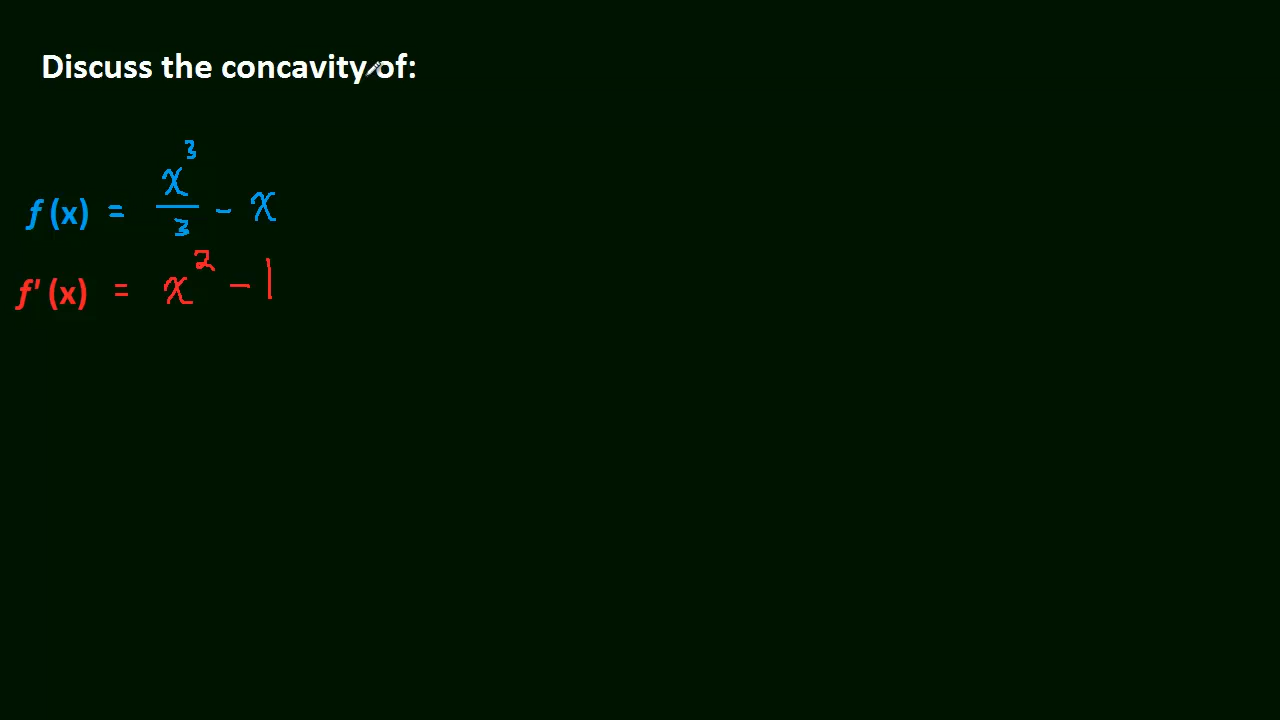 Discuss the concavity of:
f (x) = x³/3 - x
f' (x) = x² - 1